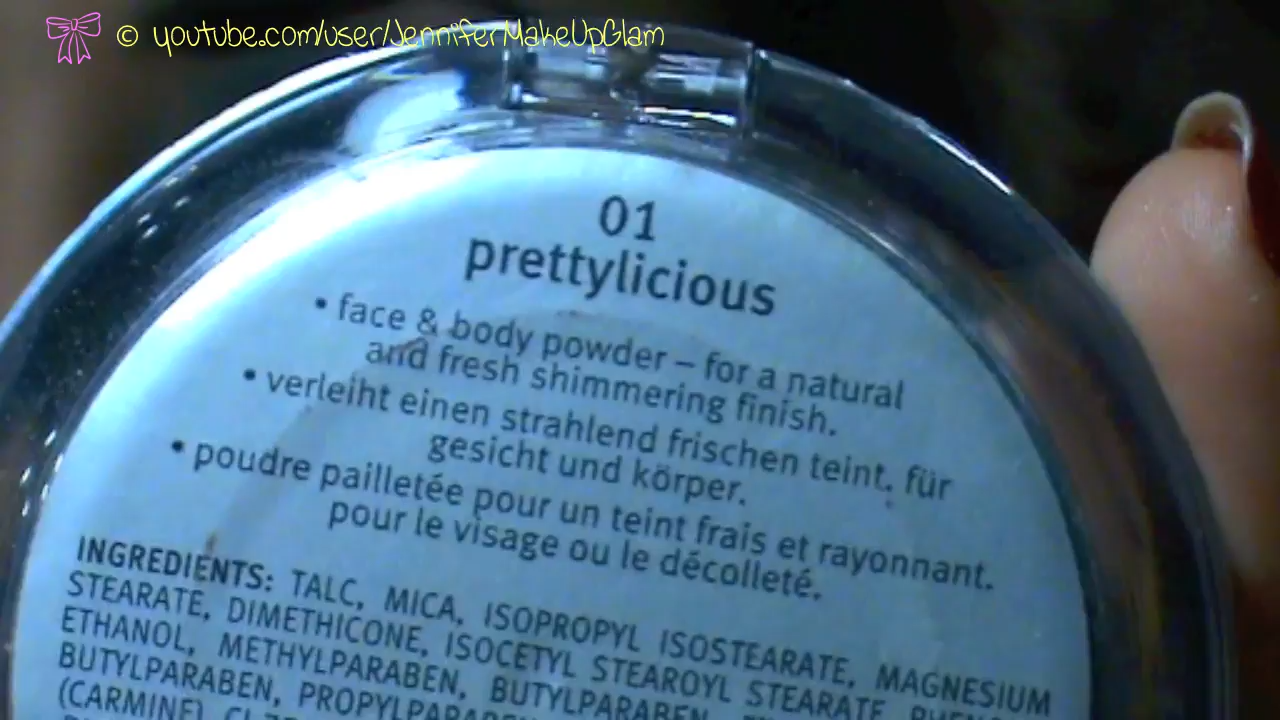 © youtube.com/user/JenniferMakeUpGlam
01
prettylicious
• face & body powder – for a natural
and fresh shimmering finish.
• verleiht einen strahlend frischen teint. für
gesicht und körper.
• poudre pailletée pour un teint frais et rayonnant.
pour le visage ou le décolleté.
INGREDIENTS: TALC, MICA, ISOPROPYL ISOSTEARATE, MAGNESIUM
STEARATE, DIMETHICONE, ISOCETYL STEAROYL STEARATE,
ETHANOL, METHYLPARABEN, BUTYLPARABEN,
BUTYLPARABEN, PROPYLPARABEN
(CARMINE)